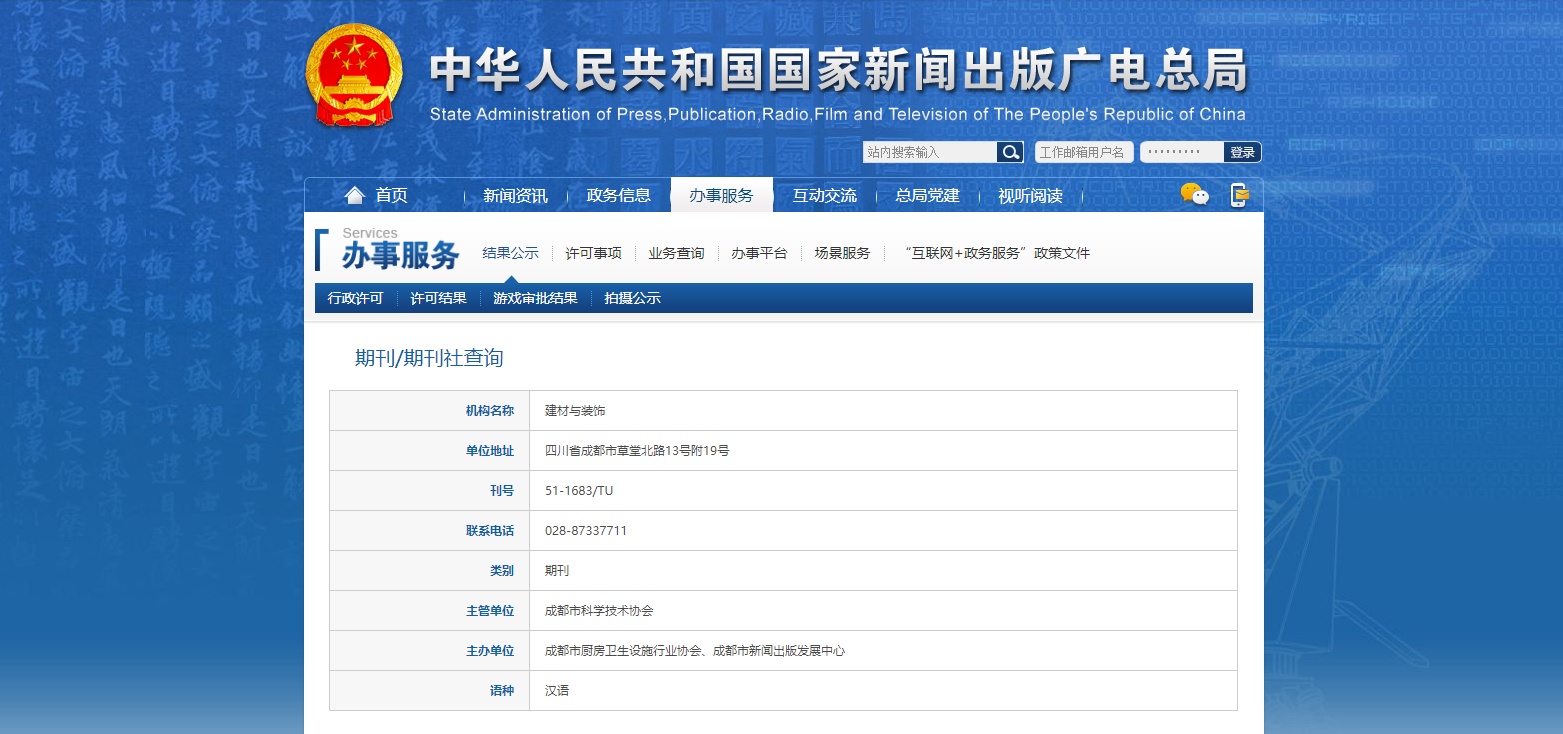 中华人民共和国国家新闻出版广电总局
State Administration of Press,Publication,Radio,Film and Television of The People's Republic of China
站内搜索输入 工作邮箱用户名 ········· 登录
首页 新闻资讯 政务信息 办事服务 互动交流 总局党建 视听阅读
Services
办事服务 结果公示 许可事项 业务查询 办事平台 场景服务 “互联网+政务服务”政策文件
行政许可 许可结果 游戏审批结果 拍摄公示
期刊/期刊社查询
机构名称 建材与装饰
单位地址 四川省成都市草堂北路13号附19号
刊号 51-1683/TU
联系电话 028-87337711
类别 期刊
主管单位 成都市科学技术协会
主办单位 成都市厨房卫生设施行业协会、成都市新闻出版发展中心
语种 汉语